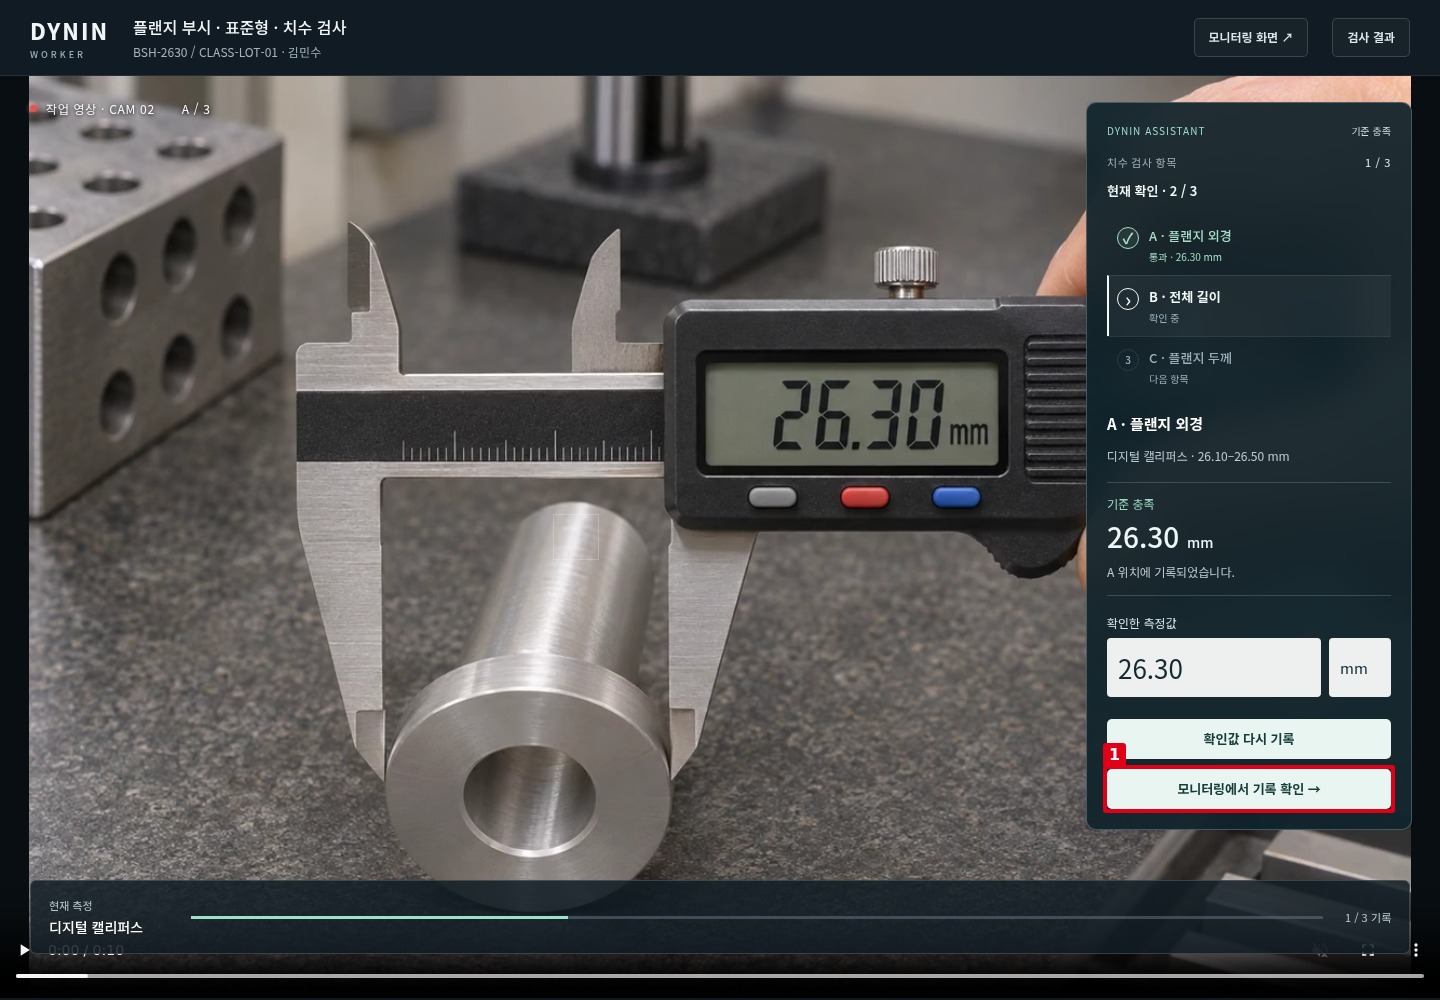 DYNIN
WORKER
플랜지 부시 · 표준형 · 치수 검사
BSH-2630 / CLASS-LOT-01 · 김민수
모니터링 화면 ↗
검사 결과
작업 영상 · CAM 02
A / 3
DYNIN ASSISTANT
기준 충족
치수 검사 항목
1 / 3
현재 확인 · 2 / 3
✓
A · 플랜지 외경
통과 · 26.30 mm
›
B · 전체 길이
확인 중
3
C · 플랜지 두께
다음 항목
26.30 mm
A · 플랜지 외경
디지털 캘리퍼스 · 26.10–26.50 mm
기준 충족
26.30 mm
A 위치에 기록되었습니다.
확인한 측정값
26.30
mm
확인값 다시 기록
1
모니터링에서 기록 확인 →
현재 측정
디지털 캘리퍼스
1 / 3 기록
0:00 / 0:10